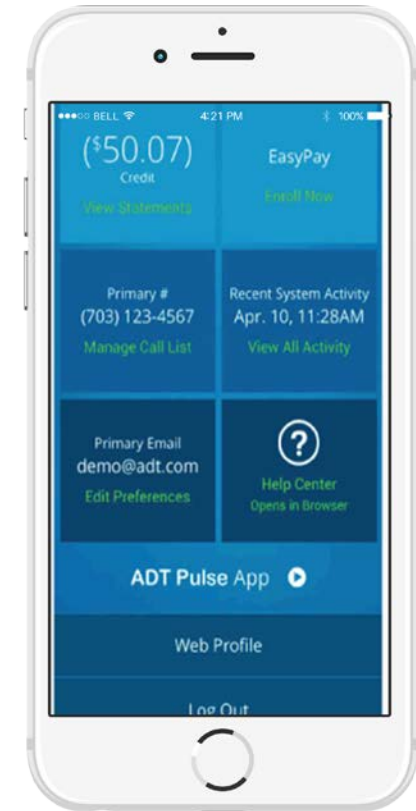 BELL 4:21 PM 100%
($50.07)
Credit
View Statements
EasyPay
Enroll Now
Primary #
(703) 123-4567
Manage Call List
Recent System Activity
Apr. 10, 11:28AM
View All Activity
Primary Email
demo@adt.com
Edit Preferences
?
Help Center
Opens in Browser
ADT Pulse App
Web Profile
Log Out